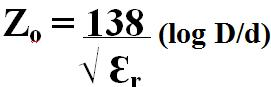 Zo = 138 / √ εr (log D/d)